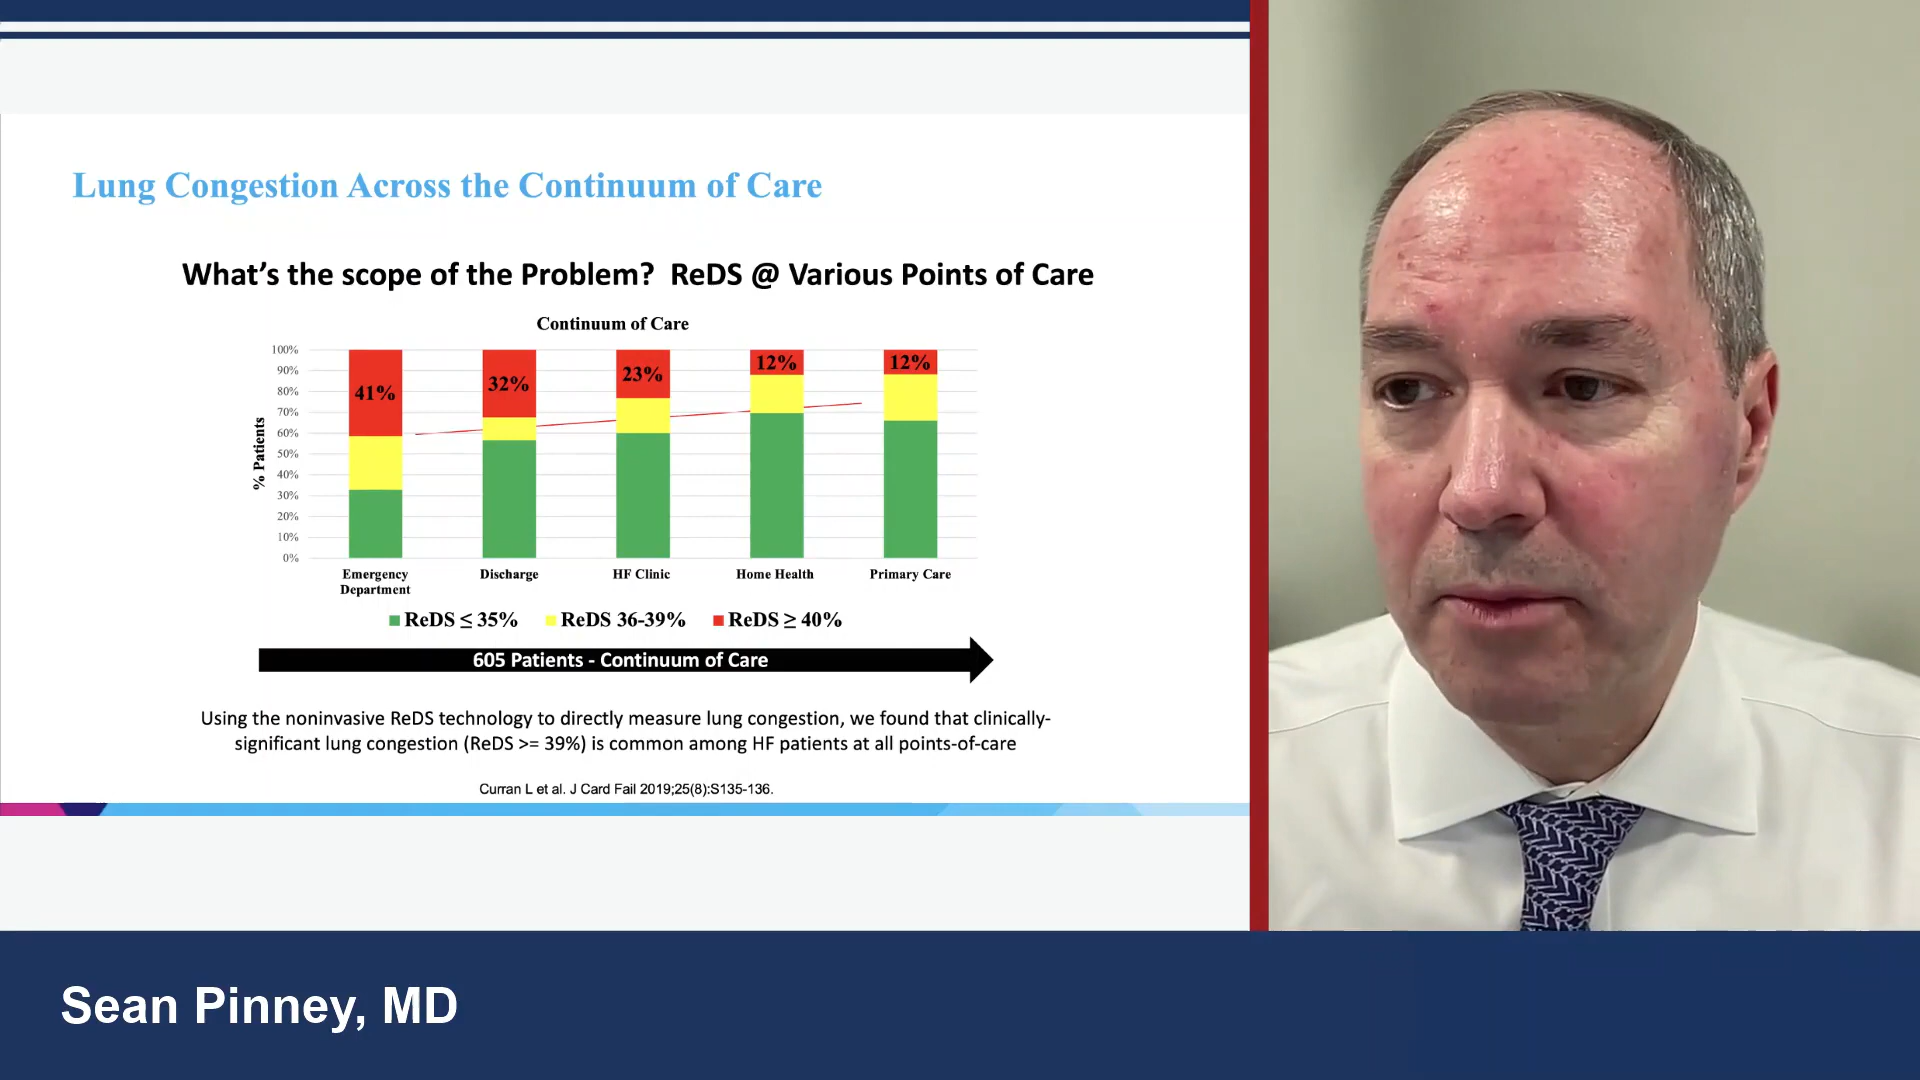 Lung Congestion Across the Continuum of Care
What's the scope of the Problem?  ReDS @ Various Points of Care
Continuum of Care
% Patients
100%
90%
80%
70%
60%
50%
40%
30%
20%
10%
0%
41%
32%
23%
12%
12%
Emergency
Department
Discharge
HF Clinic
Home Health
Primary Care
ReDS ≤ 35%
ReDS 36-39%
ReDS ≥ 40%
605 Patients - Continuum of Care
Using the noninvasive ReDS technology to directly measure lung congestion, we found that clinically-
significant lung congestion (ReDS >= 39%) is common among HF patients at all points-of-care
Curran L et al. J Card Fail 2019;25(8):S135-136.
Sean Pinney, MD